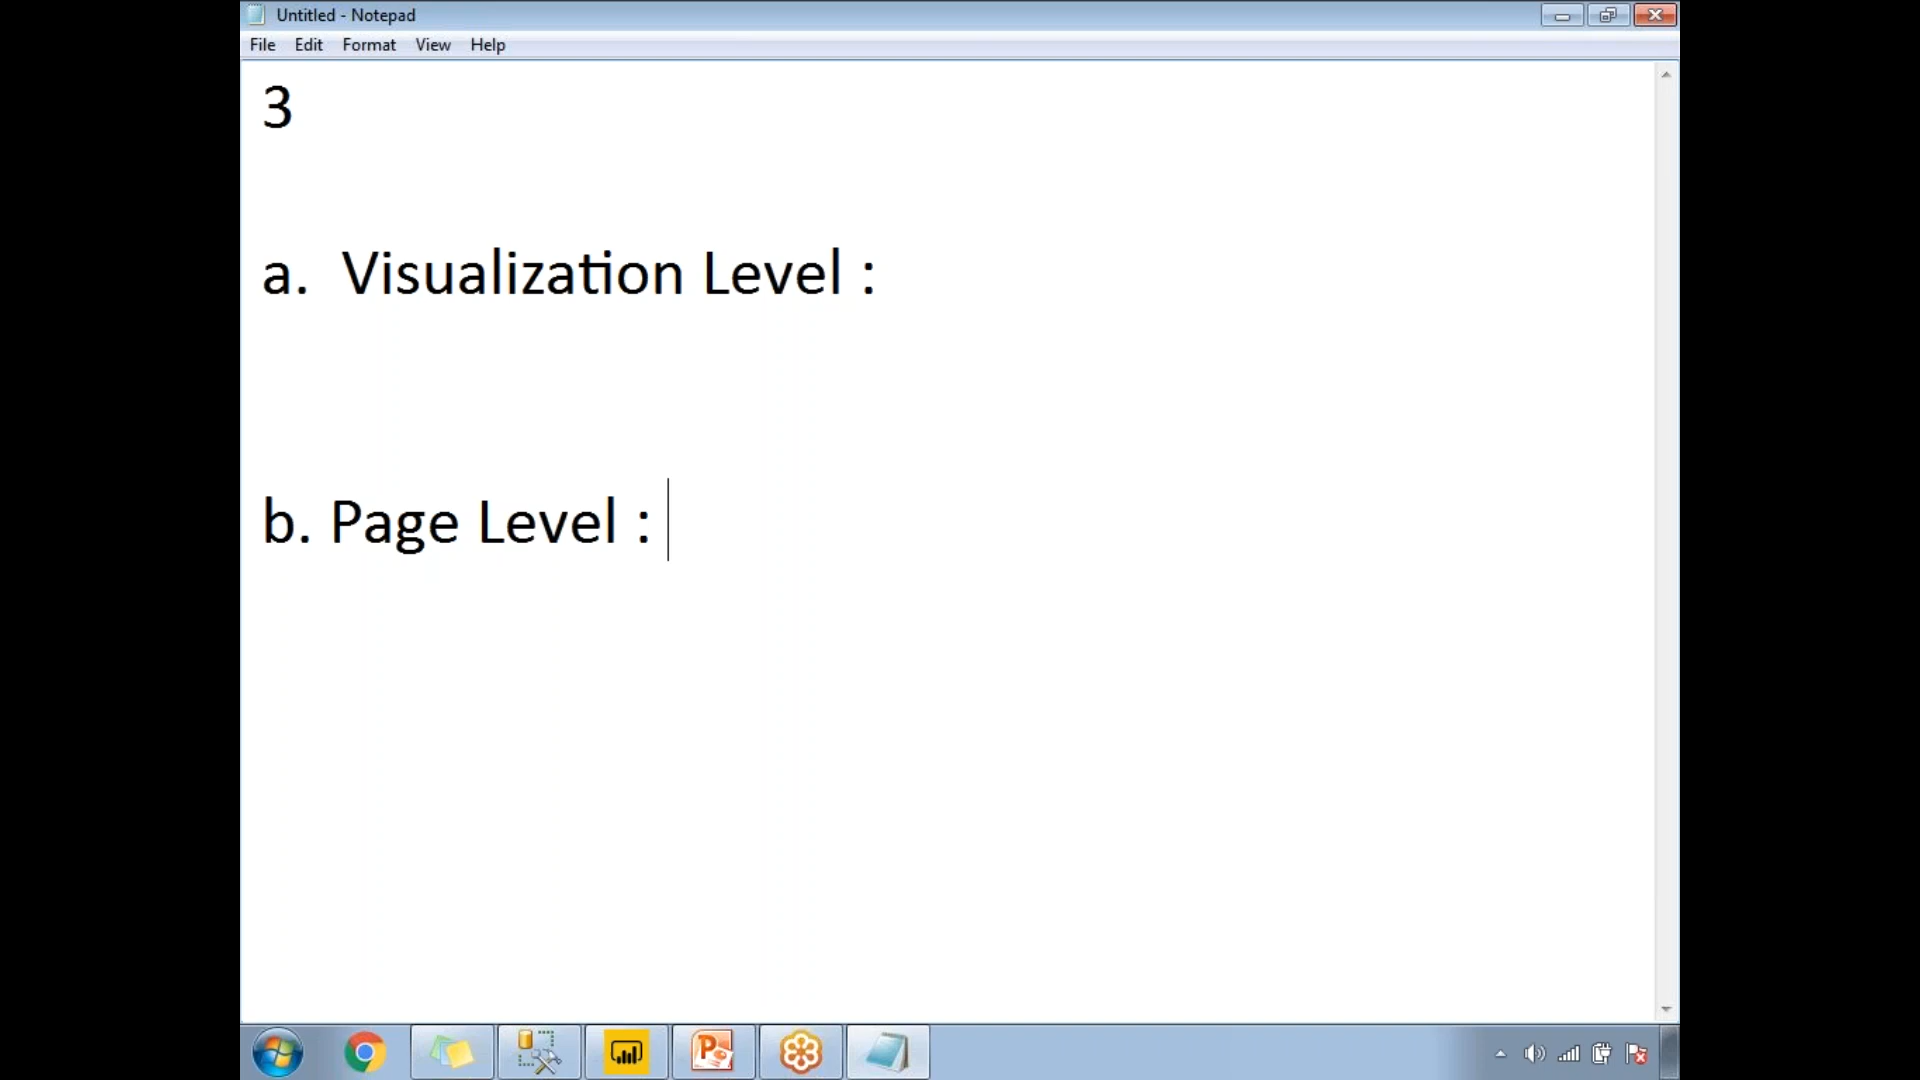 Untitled - Notepad
File Edit Format View Help
3
a. Visualization Level :
b. Page Level :